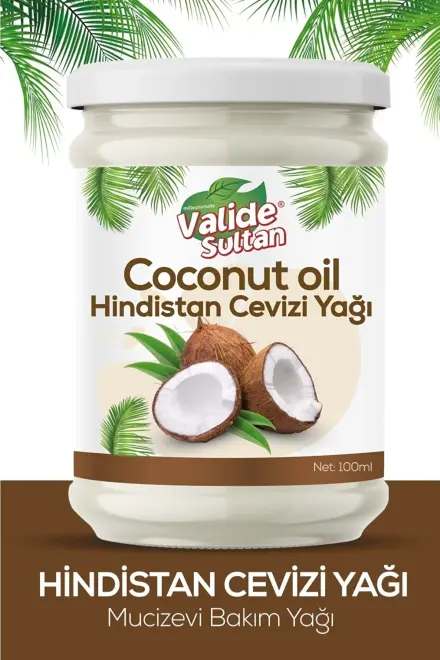 Valide®
Sultan
Coconut oil
Hindistan Cevizi Yağı
Net: 100ml
HİNDİSTAN CEVİZİ YAĞI
Mucizevi Bakım Yağı